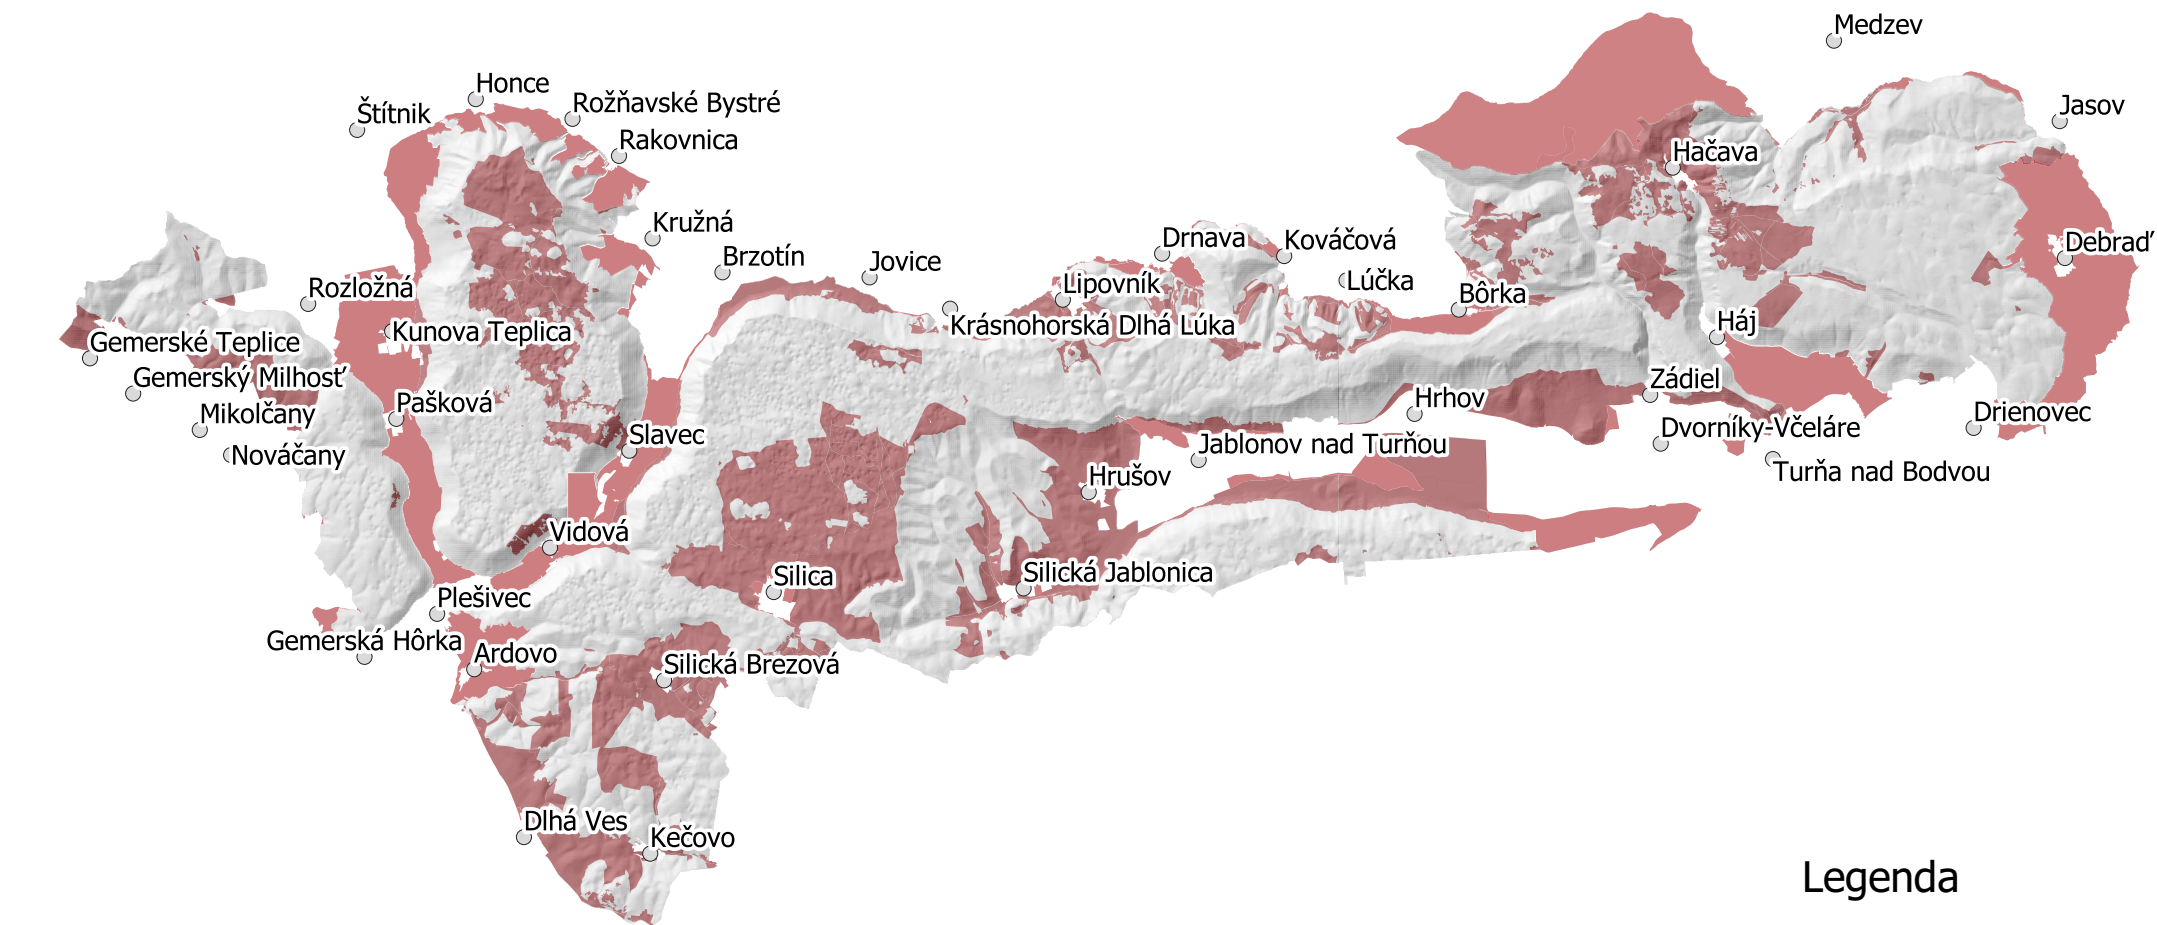 Medzev
Honce
Rožňavské Bystré
Štítnik
Jasov
Rakovnica
Hačava
Kružná
Drnava
Kováčová
Debraď
Brzotín
Jovice
Rozložná
Lipovník
Lúčka
Bôrka
Krásnohorská Dlhá Lúka
Háj
Kunova Teplica
Gemerské Teplice
Gemerský Milhosť
Zádiel
Pašková
Hrhov
Mikolčany
Drienovec
Slavec
Dvorníky-Včeláre
Jablonov nad Turňou
Nováčany
Turňa nad Bodvou
Hrušov
Vidová
Silica
Silická Jablonica
Plešivec
Gemerská Hôrka
Ardovo
Silická Brezová
Dlhá Ves
Kečovo
Legenda